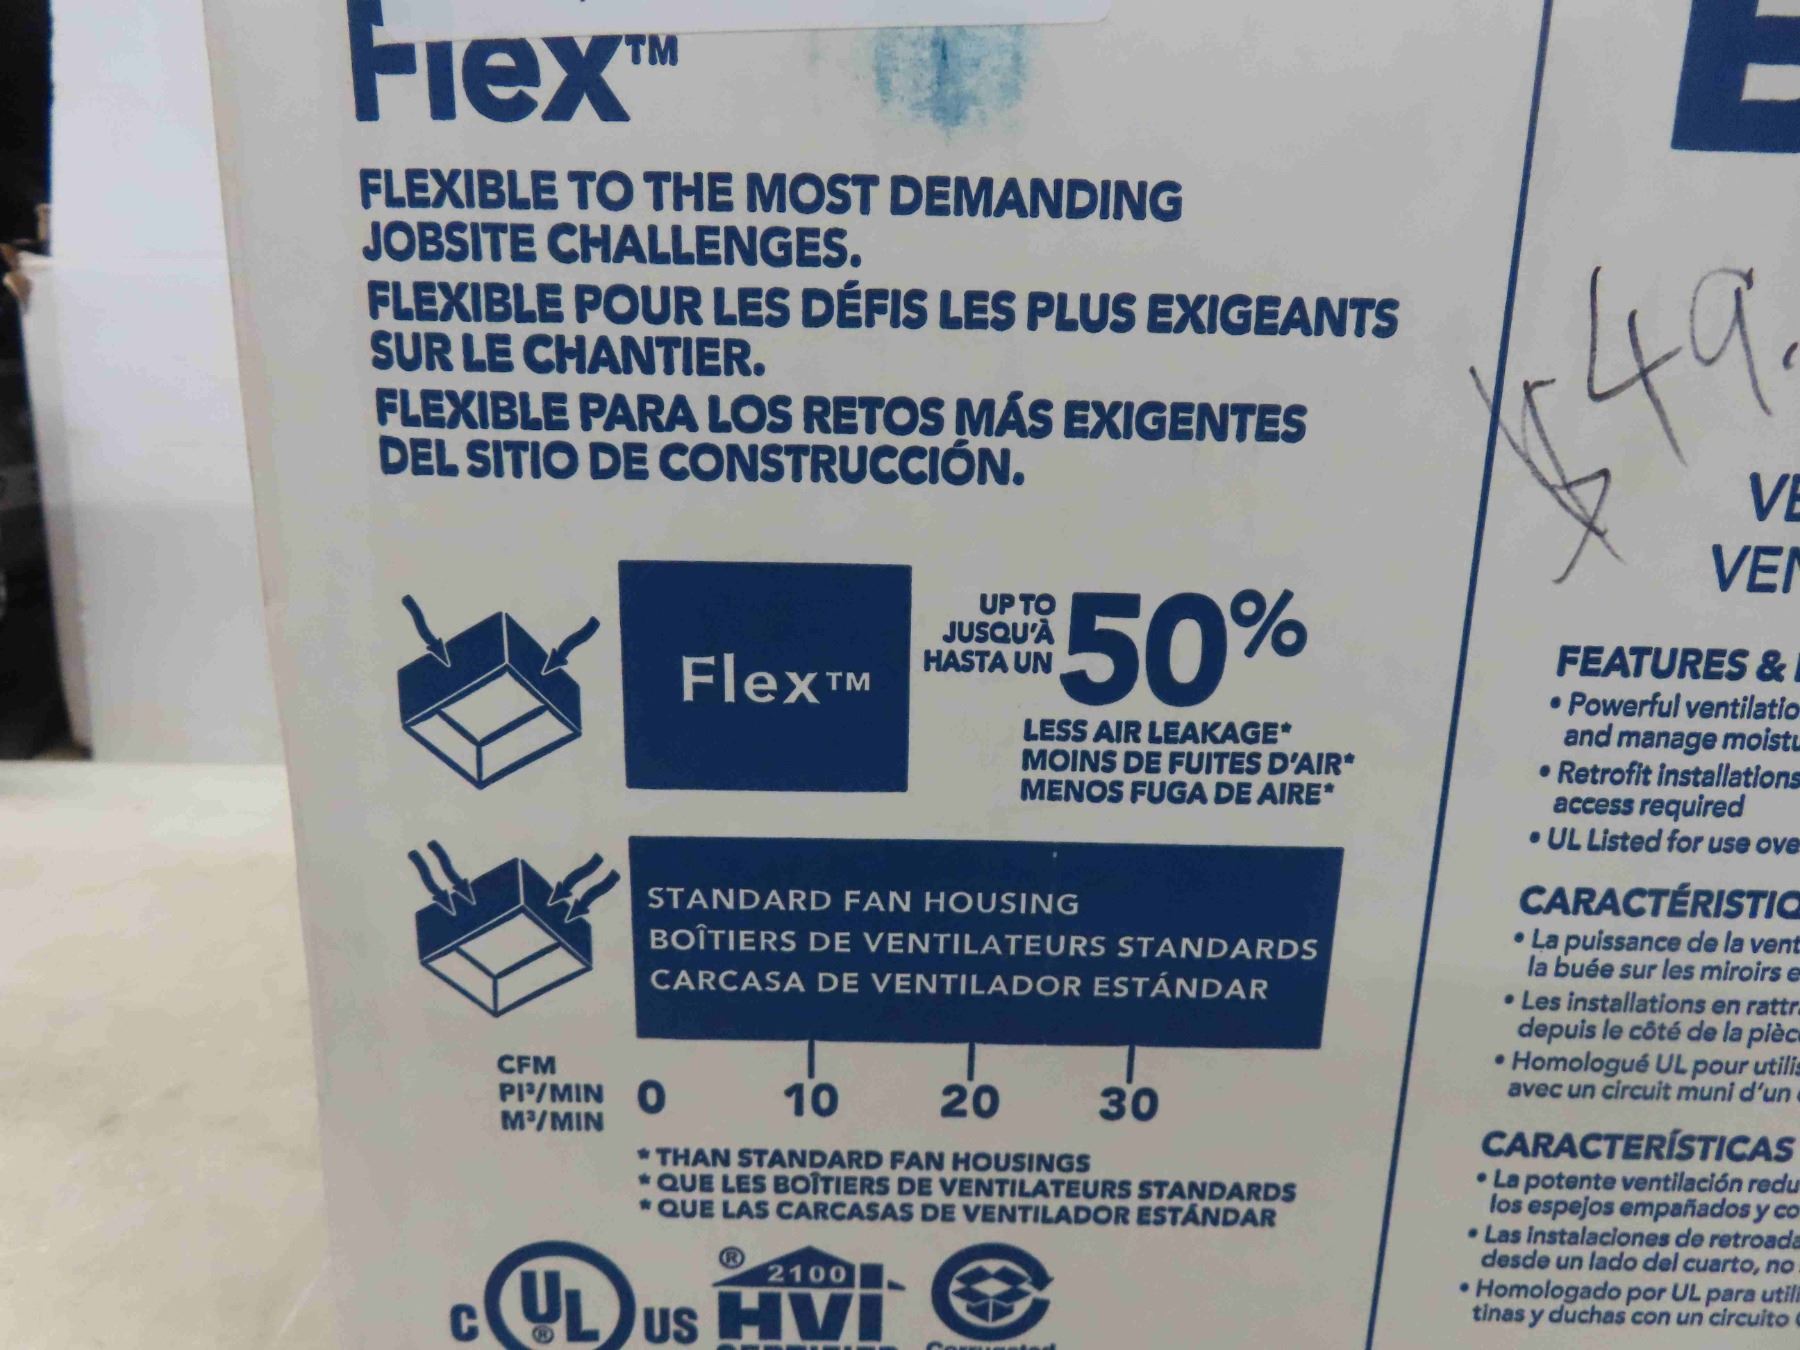 Flex™
FLEXIBLE TO THE MOST DEMANDING
JOBSITE CHALLENGES.
FLEXIBLE POUR LES DÉFIS LES PLUS EXIGEANTS
SUR LE CHANTIER.
FLEXIBLE PARA LOS RETOS MÁS EXIGENTES
DEL SITIO DE CONSTRUCCIÓN.
Flex™
UP TO
JUSQU'À
HASTA UN
50%
LESS AIR LEAKAGE*
MOINS DE FUITES D'AIR*
MENOS FUGA DE AIRE*
STANDARD FAN HOUSING
BOÎTIERS DE VENTILATEURS STANDARDS
CARCASA DE VENTILADOR ESTÁNDAR
CFM
PI³/MIN
M³/MIN
0 10 20 30
* THAN STANDARD FAN HOUSINGS
* QUE LES BOÎTIERS DE VENTILATEURS STANDARDS
* QUE LAS CARCASAS DE VENTILADOR ESTÁNDAR
C UL ® US
® 2100
HVI
CERTIFIED
Corrugated
49.
VE
VEN
FEATURES &
• Powerful ventilatio
and manage moistu
• Retrofit installations
access required
• UL Listed for use ove
CARACTÉRISTIQ
• La puissance de la vent
la buée sur les miroirs e
• Les installations en rattra
depuis le côté de la pièc
• Homologué UL pour utilis
avec un circuit muni d'un
CARACTERÍSTICAS
• La potente ventilación redu
los espejos empañados y co
• Las instalaciones de retroada
desde un lado del cuarto, no
• Homologado por UL para utili
tinas y duchas con un circuito